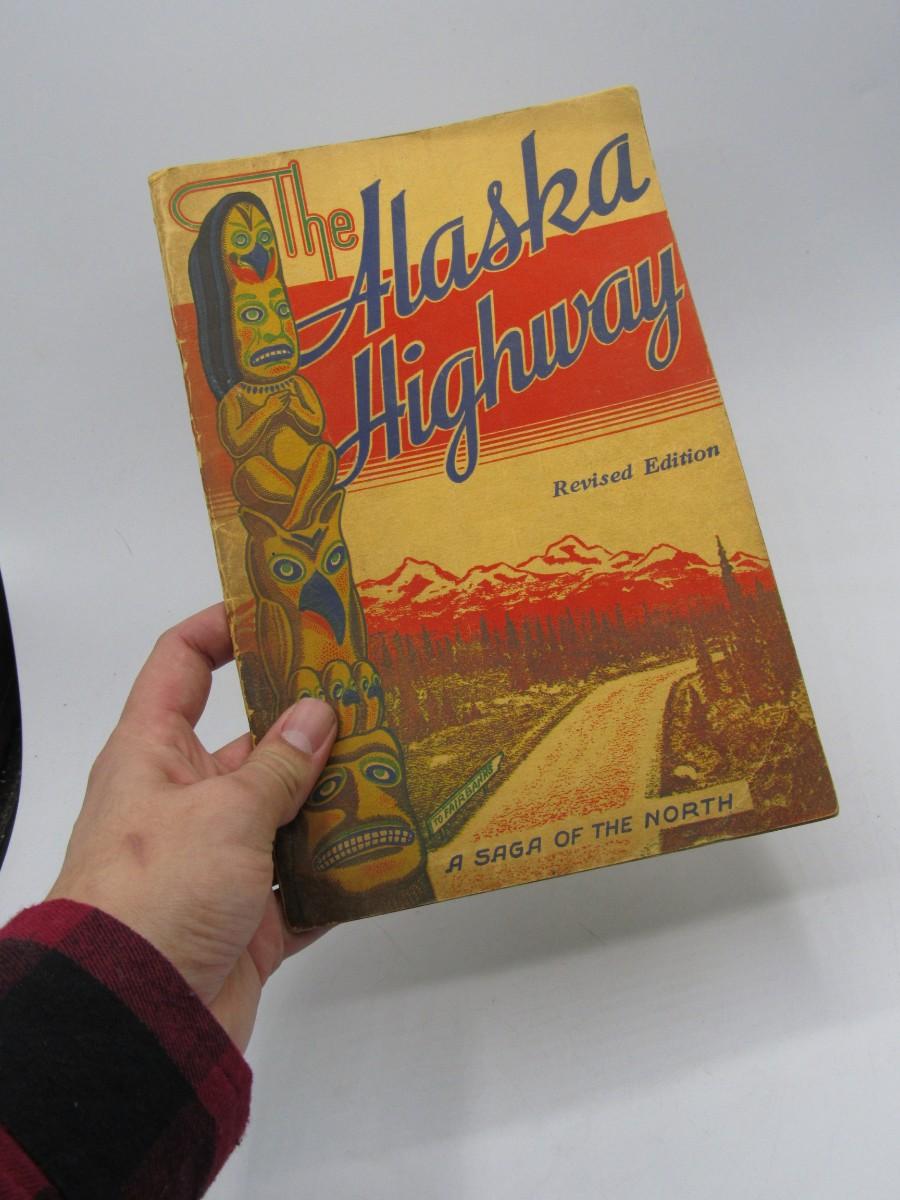 The
Alaska
Highway
Revised Edition
TO FAIRBANKS
A SAGA OF THE NORTH